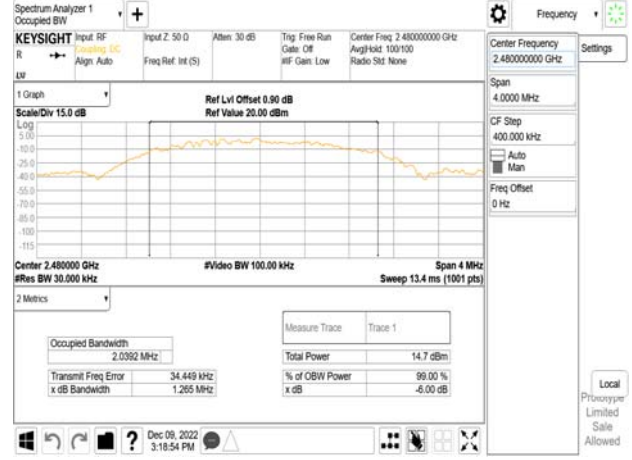 Spectrum Analyzer 1
Occupied BW
Frequency
KEYSIGHT
Input: RF
Coupling: DC
Align: Auto
R
LU
Input Z: 50 Ω
Freq Ref: Int (S)
Atten: 30 dB
Trig: Free Run
Gate: Off
#IF Gain: Low
Center Freq: 2.480000000 GHz
Avg|Hold: 100/100
Radio Std: None
Center Frequency
2.480000000 GHz
Settings
Span
4.0000 MHz
CF Step
400.000 kHz
Auto
Man
Freq Offset
0 Hz
1 Graph
Scale/Div 15.0 dB
Ref Lvl Offset 0.90 dB
Ref Value 20.00 dBm
Log
5.00
-10.0
-25.0
-40.0
-55.0
-70.0
-85.0
-100
-115
Center 2.480000 GHz
#Res BW 30.000 kHz
#Video BW 100.00 kHz
Span 4 MHz
Sweep 13.4 ms (1001 pts)
2 Metrics
Measure Trace Trace 1
Occupied Bandwidth
2.0392 MHz
Total Power 14.7 dBm
Transmit Freq Error 34.449 kHz
% of OBW Power 99.00 %
x dB Bandwidth 1.265 MHz
x dB -6.00 dB
Local
Prototype
Limited
Sale
Allowed
?
Dec 09, 2022
3:18:54 PM